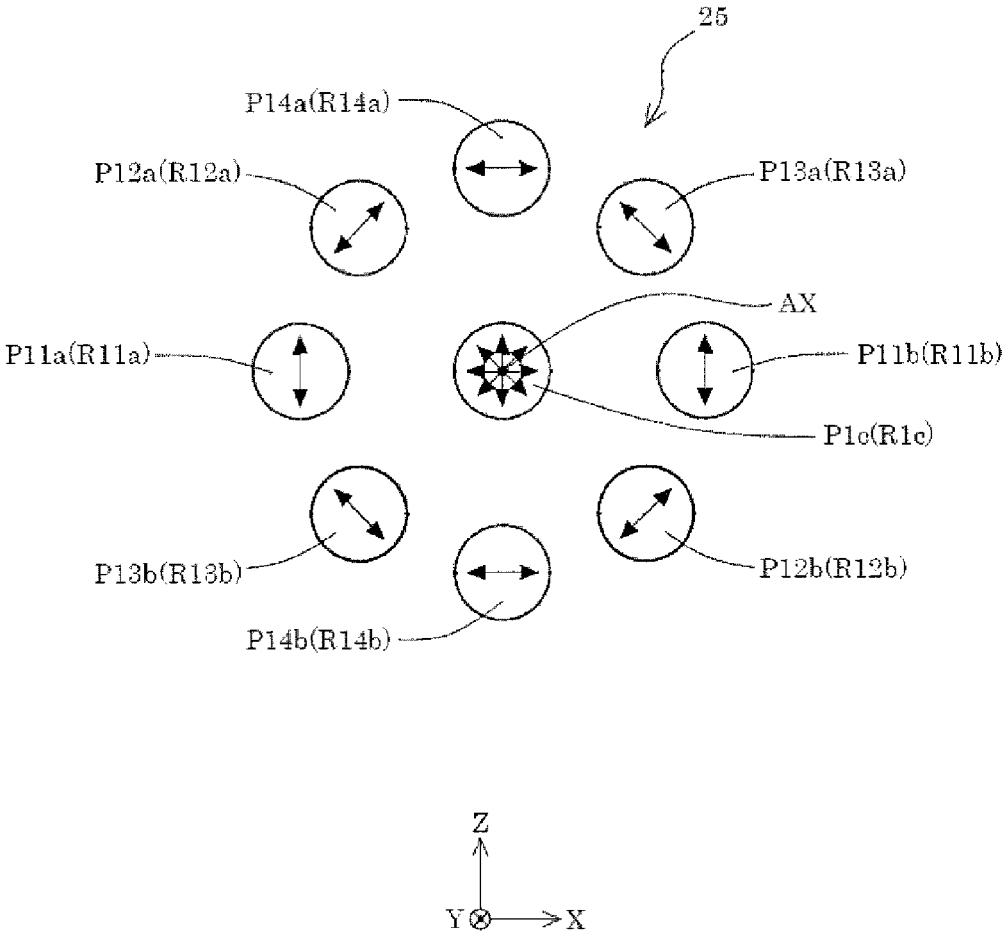 25
P14a(R14a)
P12a(R12a)
P13a(R13a)
AX
P11a(R11a)
P11b(R11b)
P1c(R1c)
P13b(R13b)
P12b(R12b)
P14b(R14b)
Z
Y
X